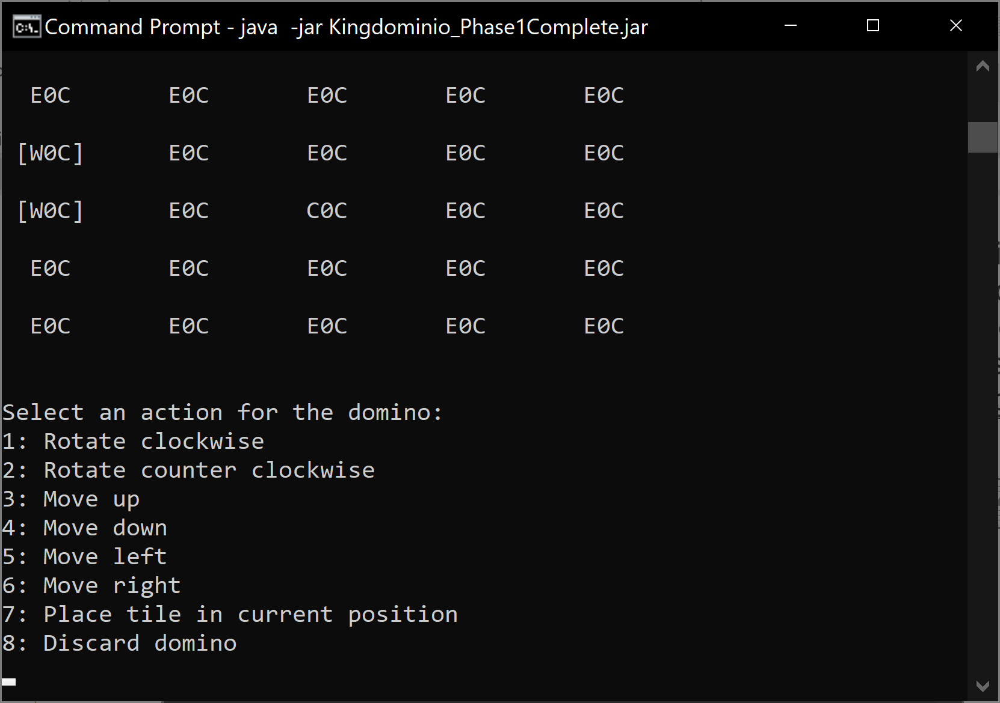 Command Prompt - java  -jar Kingdominio_Phase1Complete.jar
E0C E0C E0C E0C E0C
[W0C] E0C E0C E0C E0C
[W0C] E0C C0C E0C E0C
E0C E0C E0C E0C E0C
E0C E0C E0C E0C E0C
Select an action for the domino:
1: Rotate clockwise
2: Rotate counter clockwise
3: Move up
4: Move down
5: Move left
6: Move right
7: Place tile in current position
8: Discard domino